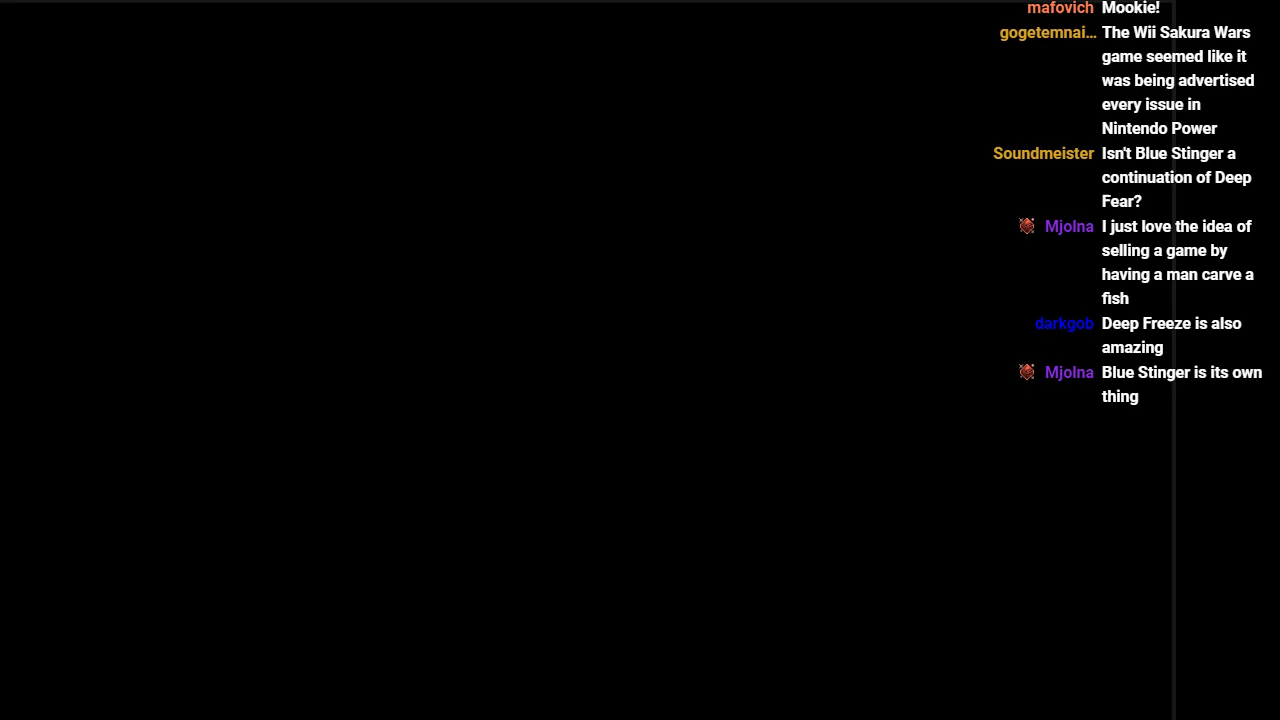 mafovich Mookie!
gogetemnai… The Wii Sakura Wars
game seemed like it
was being advertised
every issue in
Nintendo Power
Soundmeister Isn't Blue Stinger a
continuation of Deep
Fear?
Mjolna I just love the idea of
selling a game by
having a man carve a
fish
darkgob Deep Freeze is also
amazing
Mjolna Blue Stinger is its own
thing